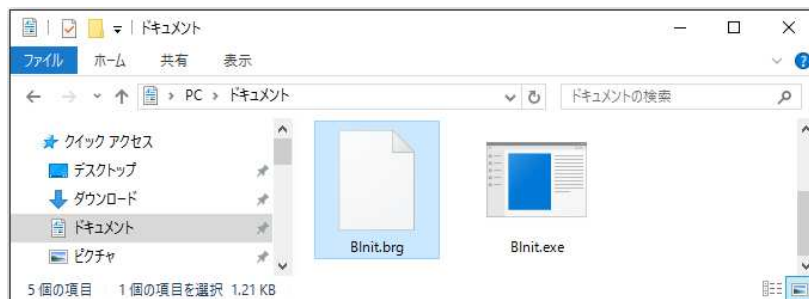 ドキュメント
ファイル ホーム 共有 表示
PC › ドキュメント ドキュメントの検索
クイック アクセス
デスクトップ
ダウンロード
ドキュメント
ピクチャ
BInit.brg BInit.exe
5 個の項目 1 個の項目を選択 1.21 KB